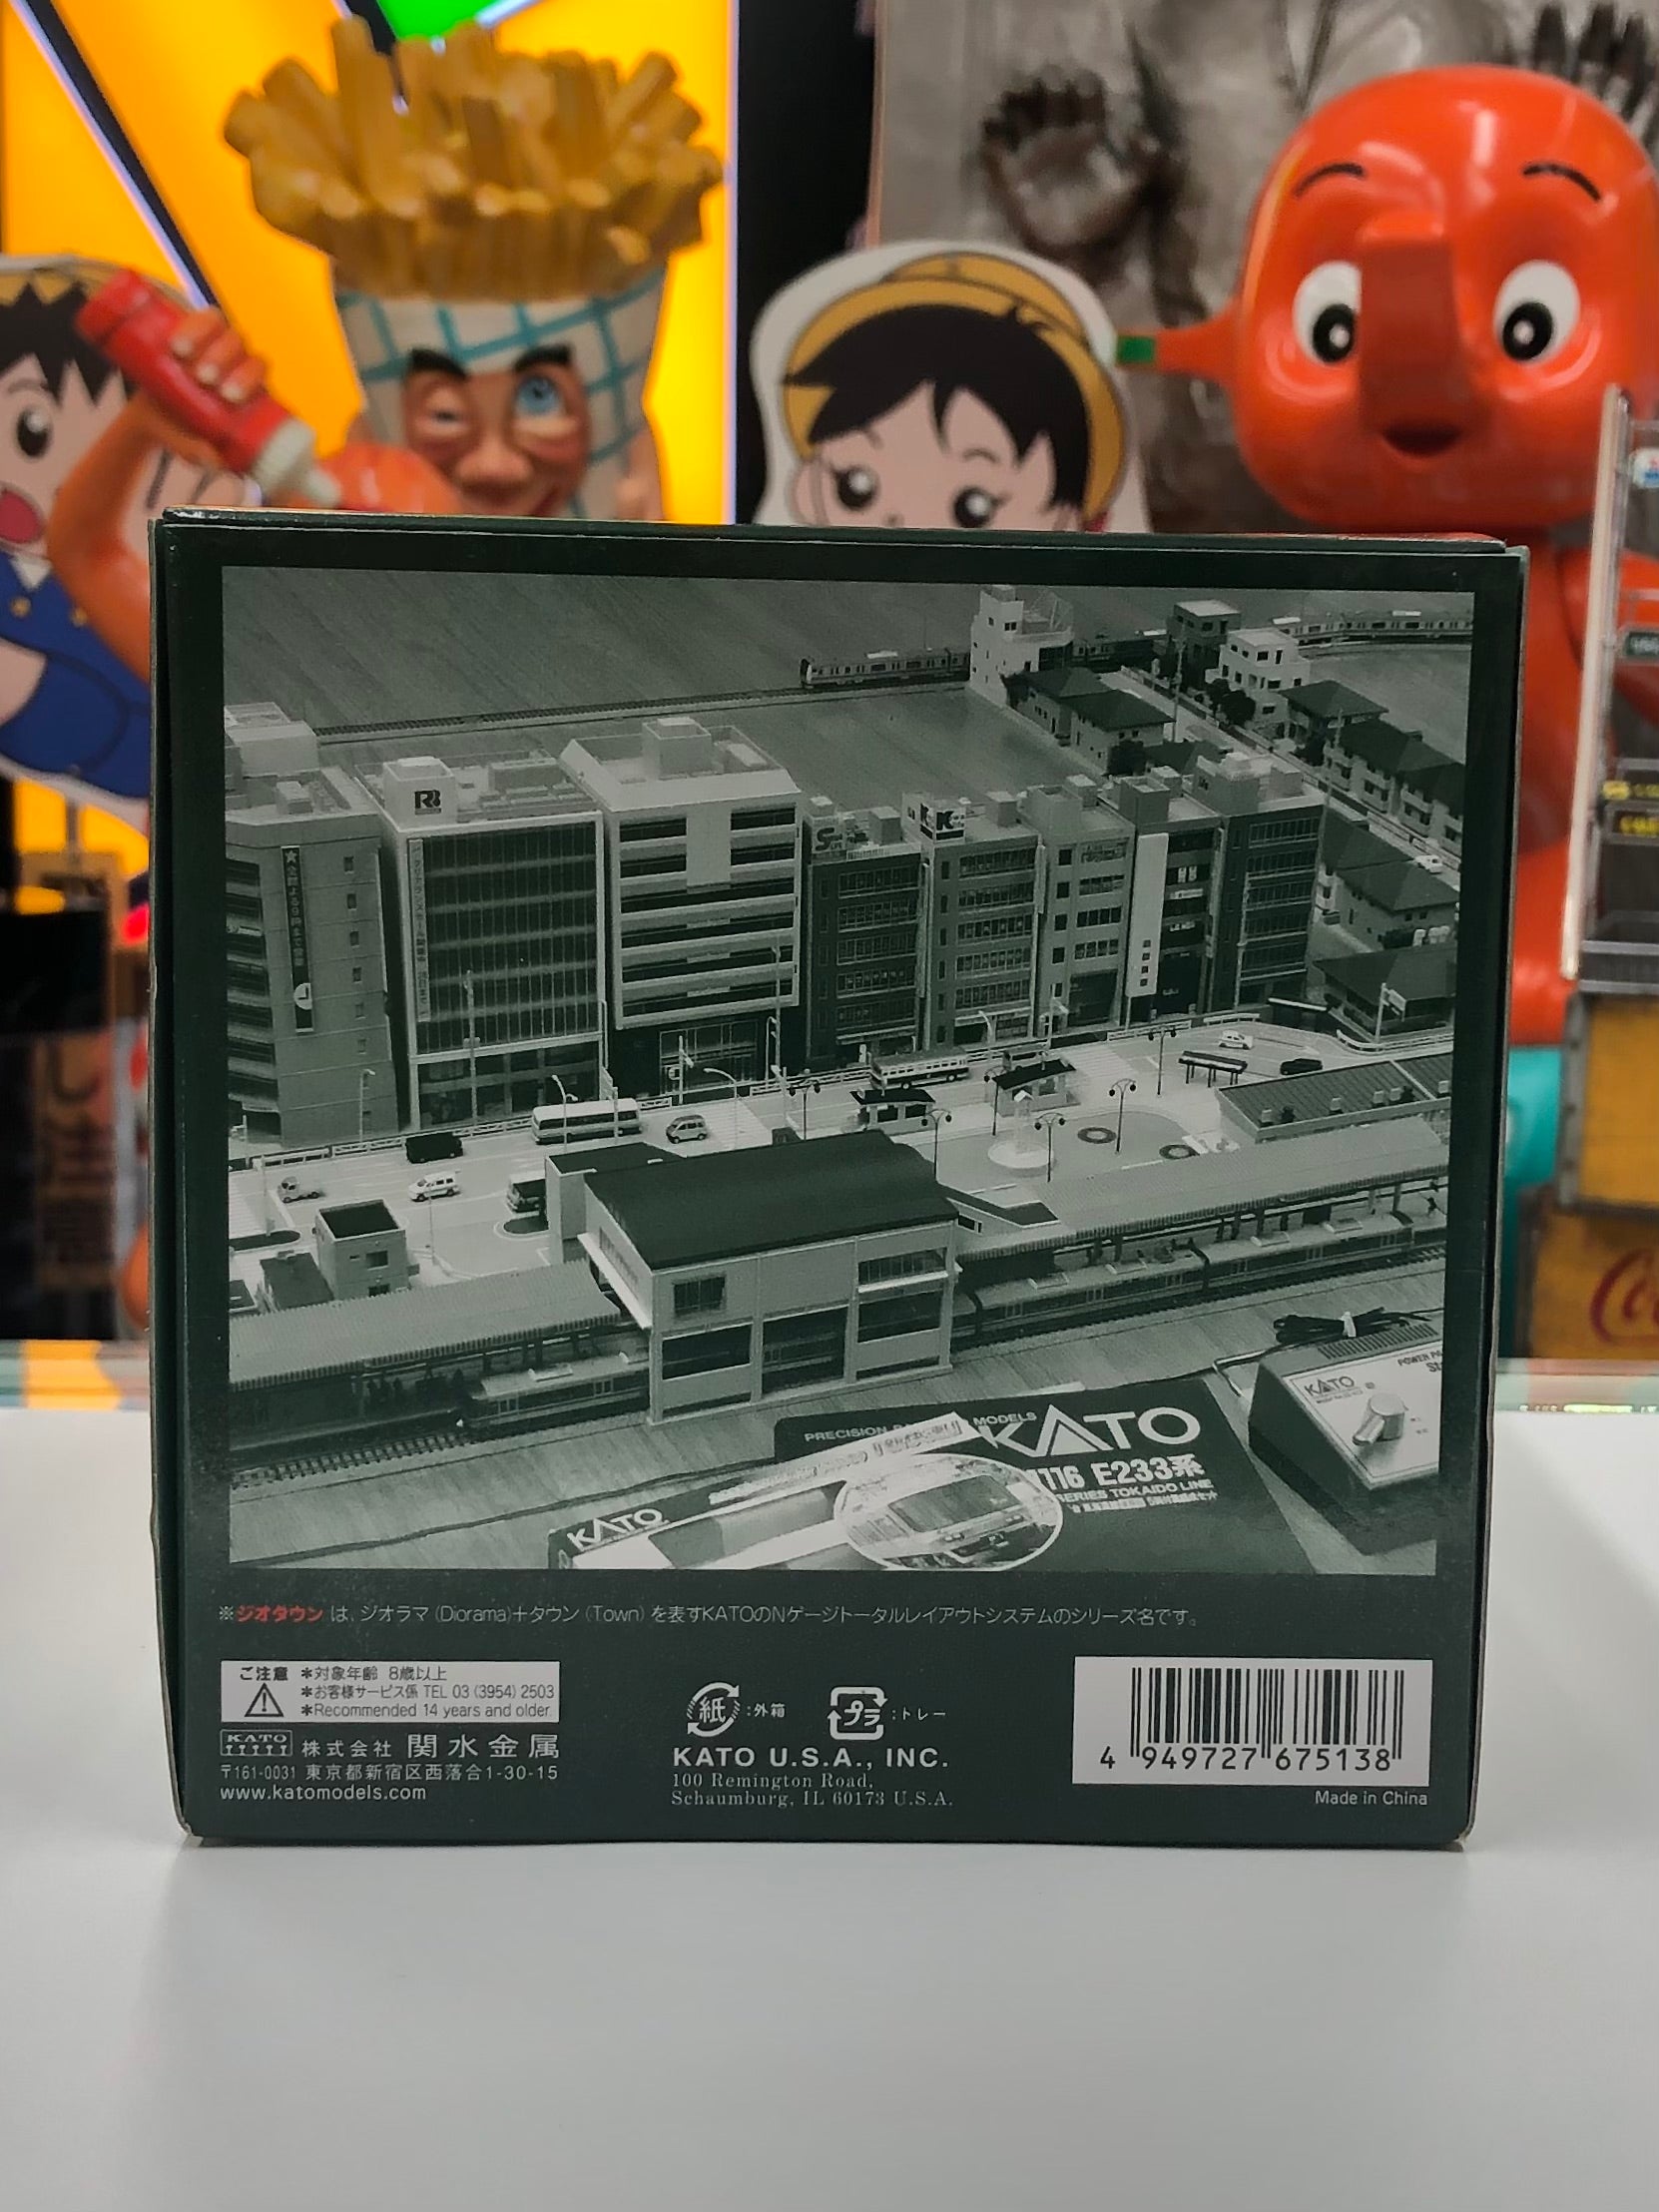 R
S
K
KATO
POWER PA
PRECISION
MODELS
KATO
116 E233系
SERIES TOKAIDO LINE
KATO
※ジオタウン は、ジオラマ (Diorama)+タウン (Town) を表すKATOのNゲージトータルレイアウトシステムのシリーズ名です。
ご注意 *対象年齢 8歳以上
*お客様サービス係 TEL 03 (3954) 2503
*Recommended 14 years and older.
KATO 株式会社 関水金属
〒161-0031 東京都新宿区西落合1-30-15
www.katomodels.com
紙 :外箱 プラ :トレー
KATO U.S.A., INC.
100 Remington Road,
Schaumburg, IL 60173 U.S.A.
4 949727 675138
Made in China